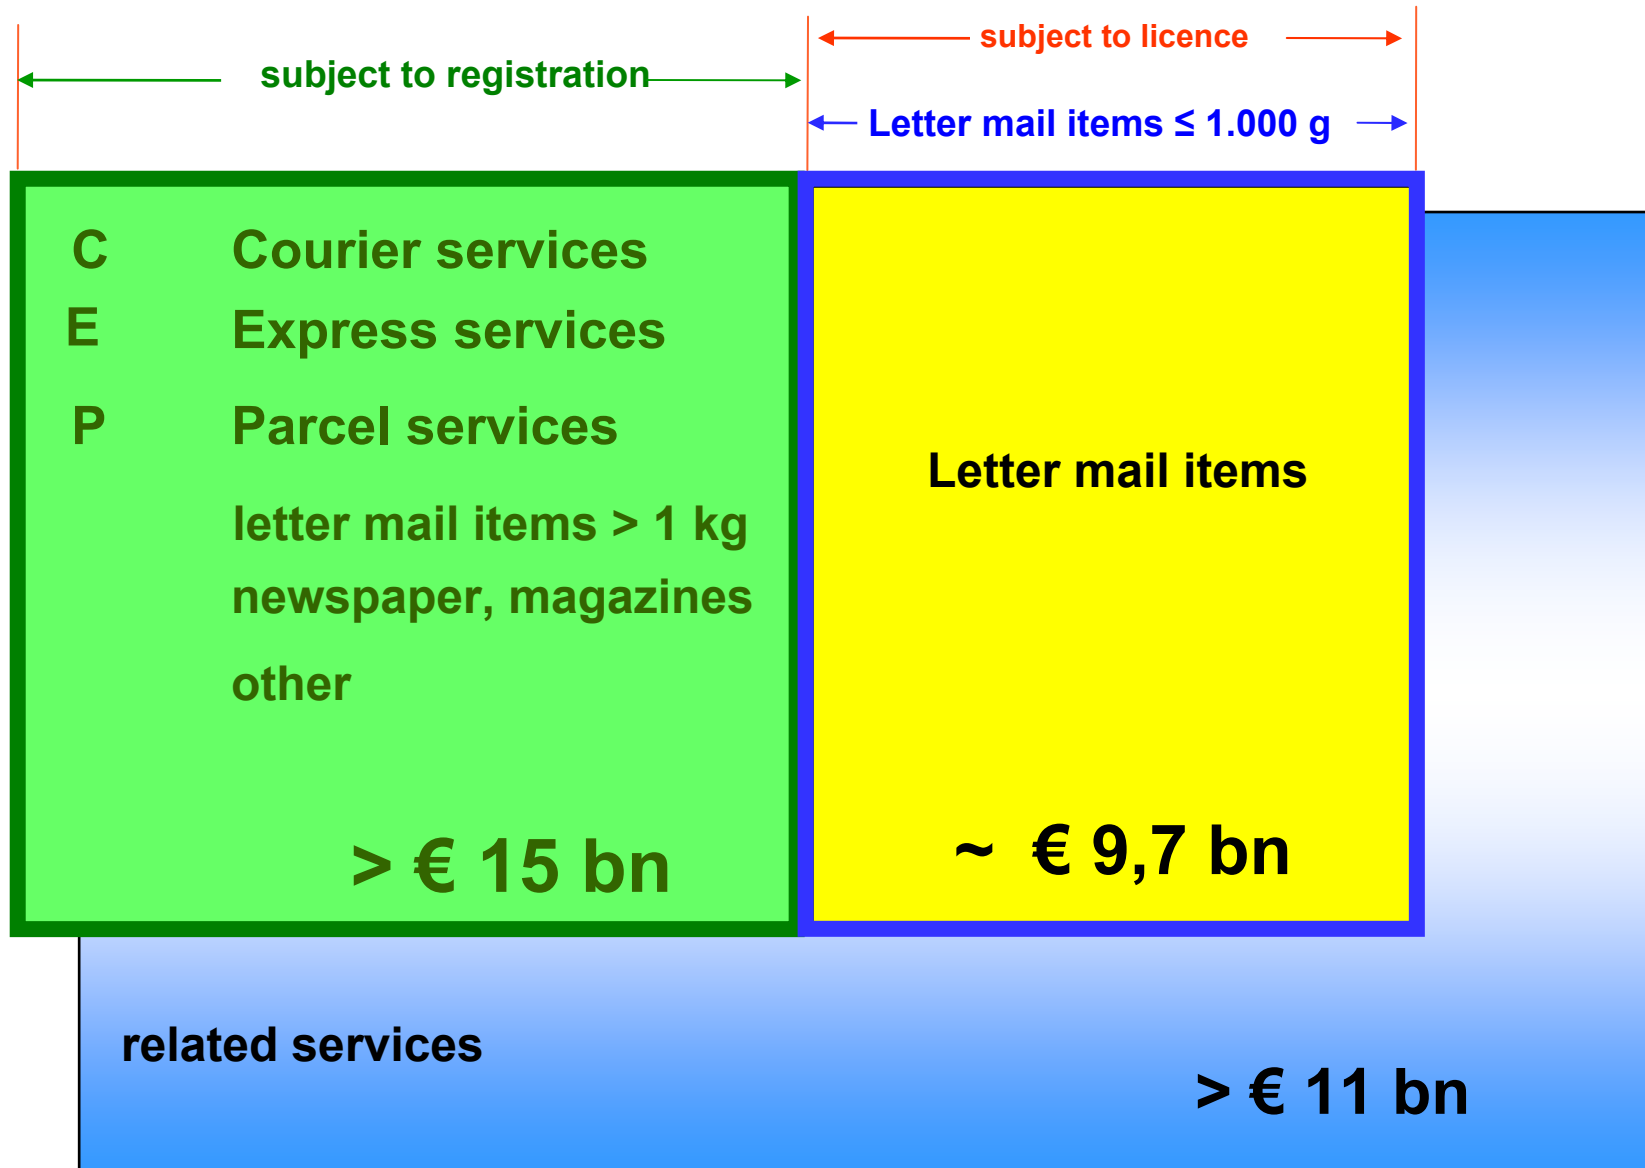 subject to licence
subject to registration
Letter mail items ≤ 1.000 g
C Courier services
E Express services
P Parcel services
letter mail items > 1 kg
newspaper, magazines
other
> € 15 bn
Letter mail items
~ € 9,7 bn
related services
> € 11 bn